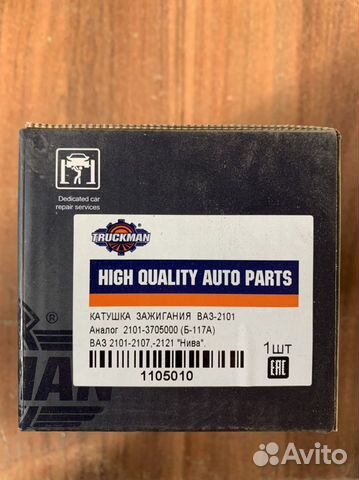 Dedicated car
repair services
TRUCKMAN
®
HIGH QUALITY AUTO PARTS
КАТУШКА ЗАЖИГАНИЯ ВАЗ-2101
Аналог 2101-3705000 (Б-117А)
ВАЗ 2101-2107,-2121 "Нива".
1шт
1105010
EAC
R ®
MAN
Avito